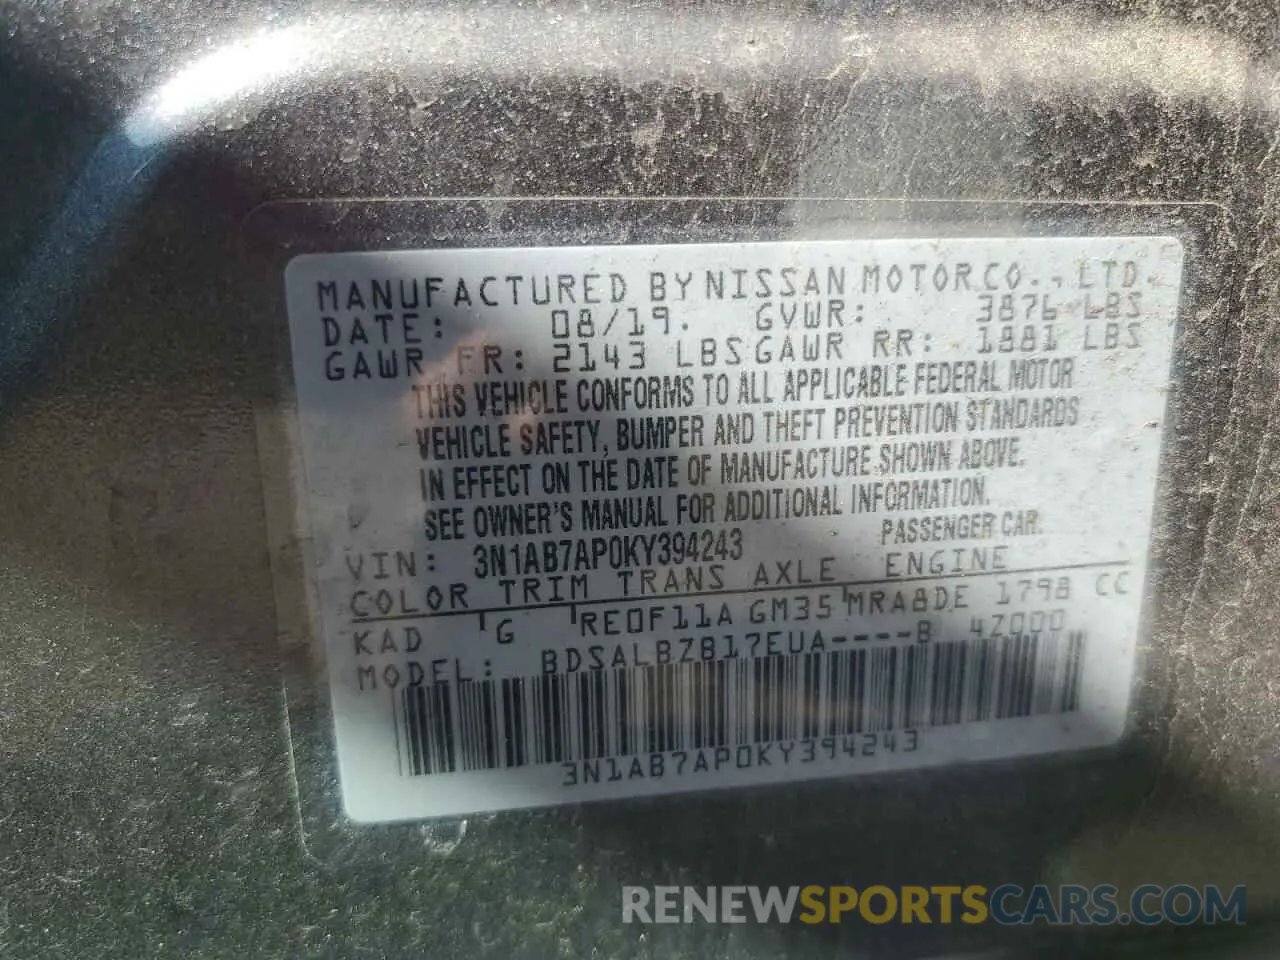 MANUFACTURED BY NISSAN MOTOR CO., LTD.
DATE: 08/19. GVWR: 3876 LBS
GAWR FR: 2143 LBS GAWR RR: 1881 LBS
THIS VEHICLE CONFORMS TO ALL APPLICABLE FEDERAL MOTOR
VEHICLE SAFETY, BUMPER AND THEFT PREVENTION STANDARDS
IN EFFECT ON THE DATE OF MANUFACTURE SHOWN ABOVE.
SEE OWNER'S MANUAL FOR ADDITIONAL INFORMATION.
VIN: 3N1AB7AP0KY394243 PASSENGER CAR.
COLOR TRIM TRANS AXLE ENGINE
KAD G RE0F11A GM35 MRA8DE 1798 CC
MODEL: BDSALBZB17EUA----B 4Z000
3N1AB7AP0KY394243
RENEWSPORTSCARS.COM